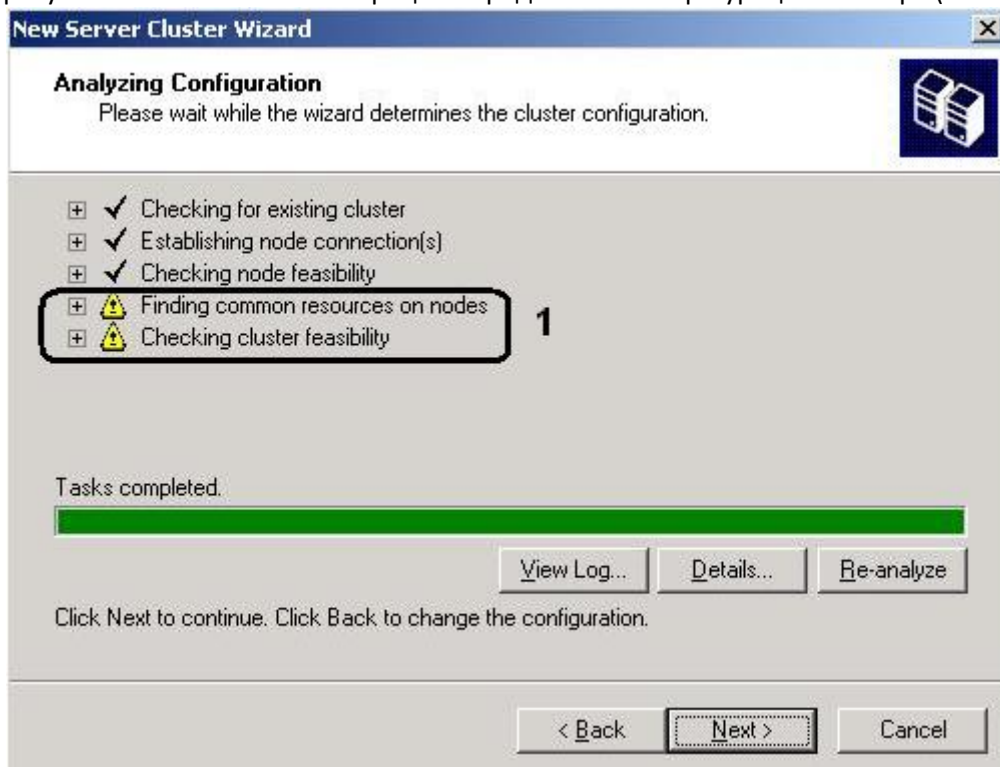 New Server Cluster Wizard
Analyzing Configuration
Please wait while the wizard determines the cluster configuration.
Checking for existing cluster
Establishing node connection(s)
Checking node feasibility
Finding common resources on nodes
Checking cluster feasibility
1
Tasks completed.
View Log... Details... Re-analyze
Click Next to continue. Click Back to change the configuration.
< Back Next > Cancel